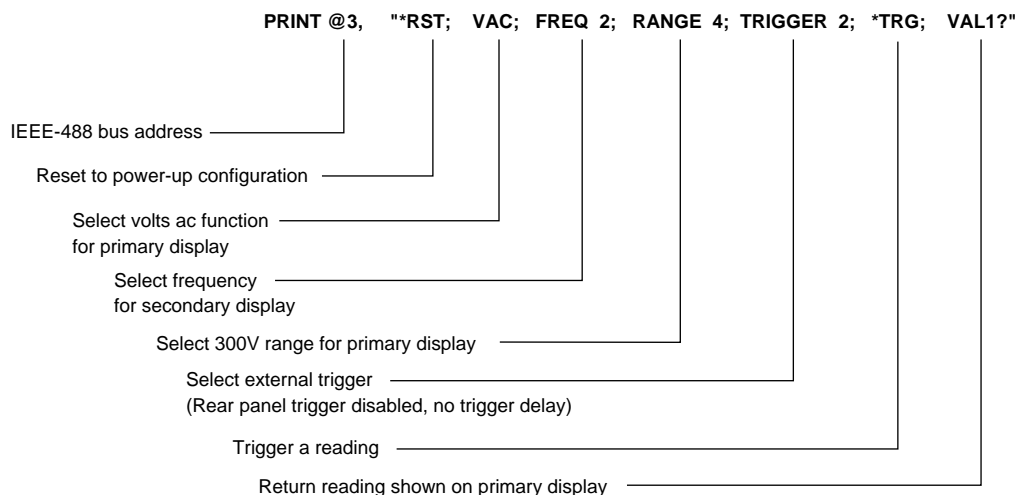 PRINT @3, "*RST; VAC; FREQ 2; RANGE 4; TRIGGER 2; *TRG; VAL1?"
IEEE-488 bus address
Reset to power-up configuration
Select volts ac function
for primary display
Select frequency
for secondary display
Select 300V range for primary display
Select external trigger
(Rear panel trigger disabled, no trigger delay)
Trigger a reading
Return reading shown on primary display